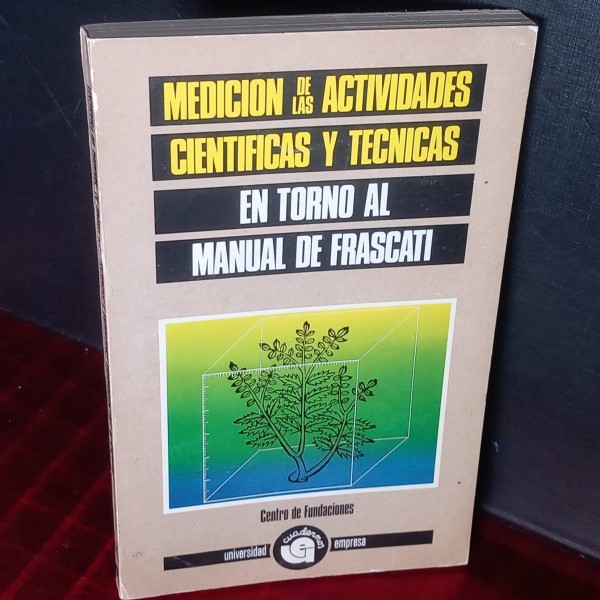 MEDICION DE LAS ACTIVIDADES
CIENTIFICAS Y TECNICAS
EN TORNO AL
MANUAL DE FRASCATI
Centro de Fundaciones
universidad cuadernos empresa